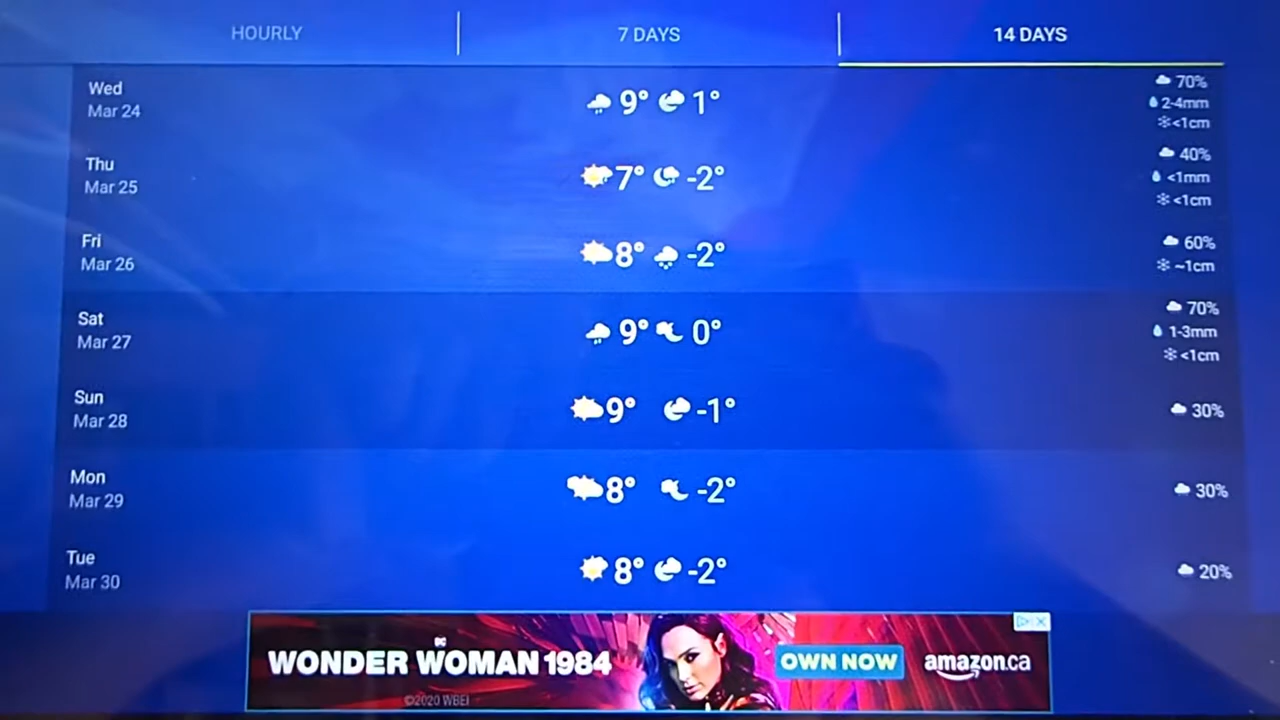 HOURLY
7 DAYS
14 DAYS
Wed
Mar 24
9° 1°
70%
2-4mm
<1cm
Thu
Mar 25
7° -2°
40%
<1mm
<1cm
Fri
Mar 26
8° -2°
60%
~1cm
Sat
Mar 27
9° 0°
70%
1-3mm
<1cm
Sun
Mar 28
9° -1°
30%
Mon
Mar 29
8° -2°
30%
Tue
Mar 30
8° -2°
20%
DC
WONDER WOMAN 1984
©2020 WBEI
OWN NOW
amazon.ca